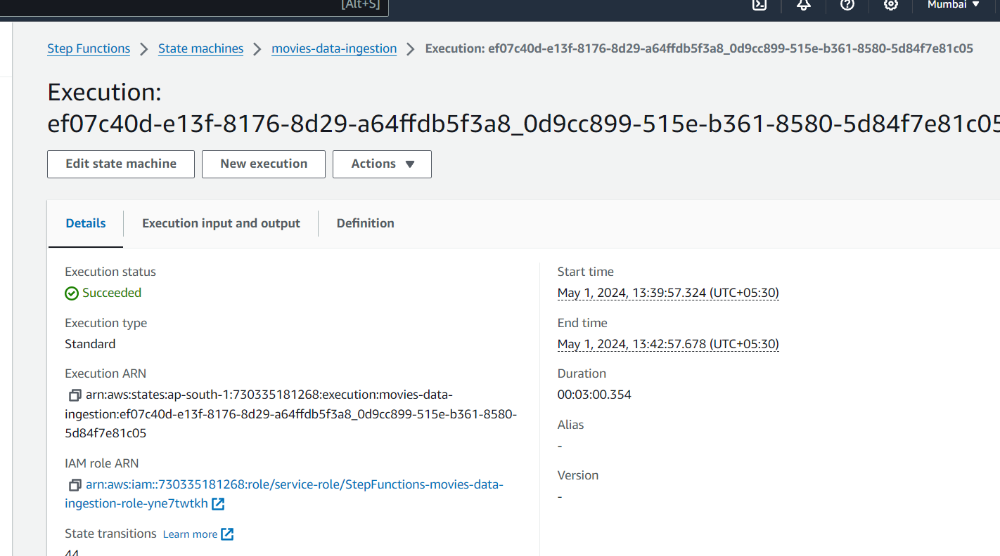 [Alt+S]
Mumbai
Step Functions
State machines
movies-data-ingestion
Execution: ef07c40d-e13f-8176-8d29-a64ffdb5f3a8_0d9cc899-515e-b361-8580-5d84f7e81c05
Execution:
ef07c40d-e13f-8176-8d29-a64ffdb5f3a8_0d9cc899-515e-b361-8580-5d84f7e81c05
Edit state machine
New execution
Actions
Details
Execution input and output
Definition
Execution status
Succeeded
Execution type
Standard
Execution ARN
arn:aws:states:ap-south-1:730335181268:execution:movies-data-
ingestion:ef07c40d-e13f-8176-8d29-a64ffdb5f3a8_0d9cc899-515e-b361-8580-
5d84f7e81c05
IAM role ARN
arn:aws:iam::730335181268:role/service-role/StepFunctions-movies-data-
ingestion-role-yne7twtkh
State transitions Learn more
44
Start time
May 1, 2024, 13:39:57.324 (UTC+05:30)
End time
May 1, 2024, 13:42:57.678 (UTC+05:30)
Duration
00:03:00.354
Alias
-
Version
-